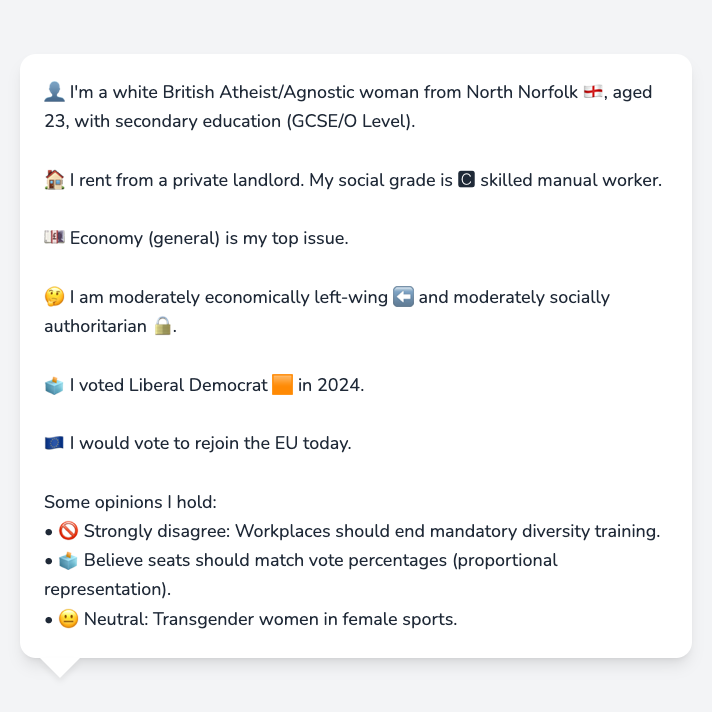 👤 I'm a white British Atheist/Agnostic woman from North Norfolk 🏴󠁧󠁢󠁥󠁮󠁧󠁿, aged
23, with secondary education (GCSE/O Level).
🏠 I rent from a private landlord. My social grade is 🅲 skilled manual worker.
💷 Economy (general) is my top issue.
🤔 I am moderately economically left-wing ⬅️ and moderately socially
authoritarian 🔒.
🗳️ I voted Liberal Democrat 🟧 in 2024.
🇪🇺 I would vote to rejoin the EU today.
Some opinions I hold:
• 🚫 Strongly disagree: Workplaces should end mandatory diversity training.
• 🗳️ Believe seats should match vote percentages (proportional
representation).
• 😐 Neutral: Transgender women in female sports.